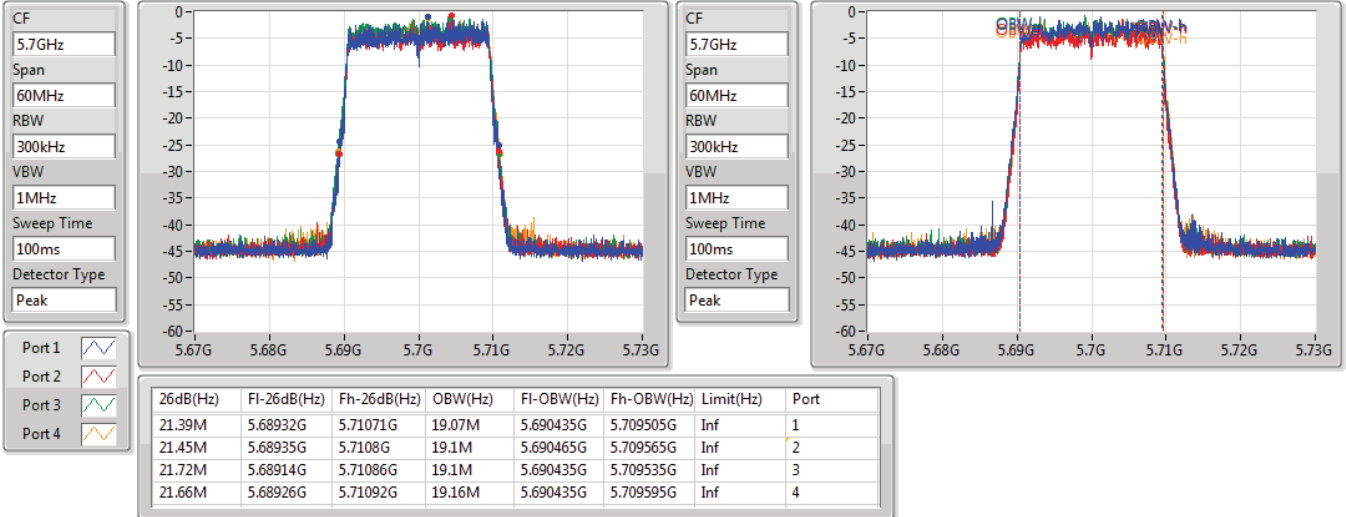 CF
5.7GHz
Span
60MHz
RBW
300kHz
VBW
1MHz
Sweep Time
100ms
Detector Type
Peak
0
-5
-10
-15
-20
-25
-30
-35
-40
-45
-50
-55
-60
5.67G 5.68G 5.69G 5.7G 5.71G 5.72G 5.73G
CF
5.7GHz
Span
60MHz
RBW
300kHz
VBW
1MHz
Sweep Time
100ms
Detector Type
Peak
0
-5
-10
-15
-20
-25
-30
-35
-40
-45
-50
-55
-60
5.67G 5.68G 5.69G 5.7G 5.71G 5.72G 5.73G
Port 1
Port 2
Port 3
Port 4
26dB(Hz) Fl-26dB(Hz) Fh-26dB(Hz) OBW(Hz) Fl-OBW(Hz) Fh-OBW(Hz) Limit(Hz) Port
21.39M 5.68932G 5.71071G 19.07M 5.690435G 5.709505G Inf 1
21.45M 5.68935G 5.7108G 19.1M 5.690465G 5.709565G Inf 2
21.72M 5.68914G 5.71086G 19.1M 5.690435G 5.709535G Inf 3
21.66M 5.68926G 5.71092G 19.16M 5.690435G 5.709595G Inf 4